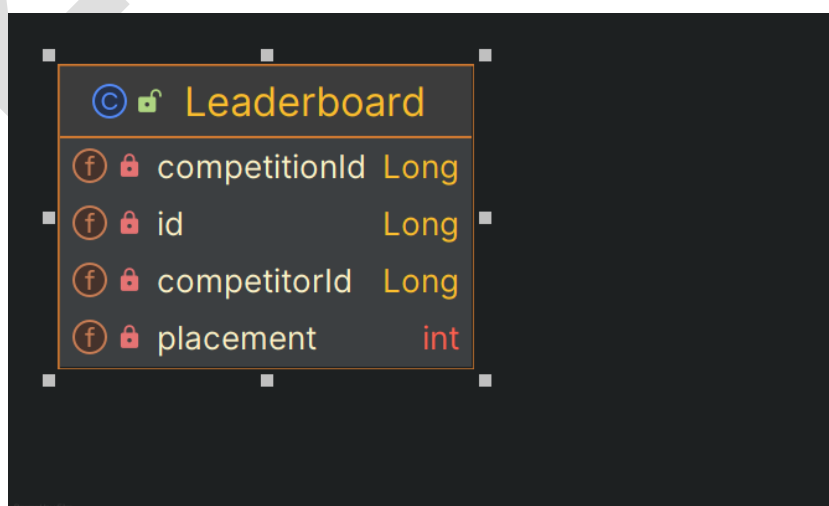 C Leaderboard
f competitionId Long
f id Long
f competitorId Long
f placement int